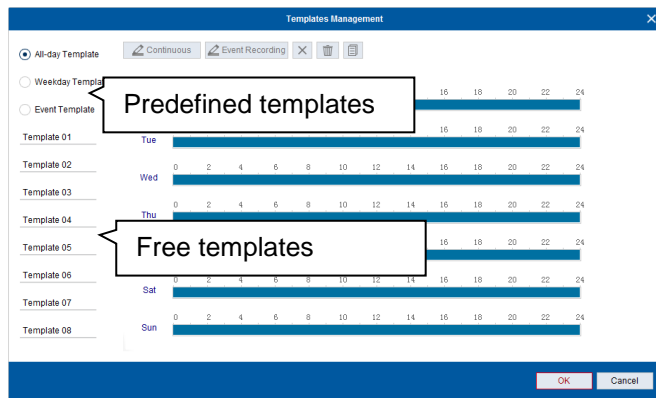 Templates Management
All-day Template
Continuous
Event Recording
Weekday Templa
Event Template
Predefined templates
16 18 20 22 24
Template 01
16 18 20 22 24
Tue
Template 02
0 2 4 6 8 10 12 14 16 18 20 22 24
Wed
Template 03
Template 04
0 2 4 6 8 10 12 14 16 18 20 22 24
Thu
Template 05
Free templates
16 18 20 22 24
Template 06
0 2 4 6 8 10 12 14 16 18 20 22 24
Sat
Template 07
Template 08
0 2 4 6 8 10 12 14 16 18 20 22 24
Sun
OK
Cancel